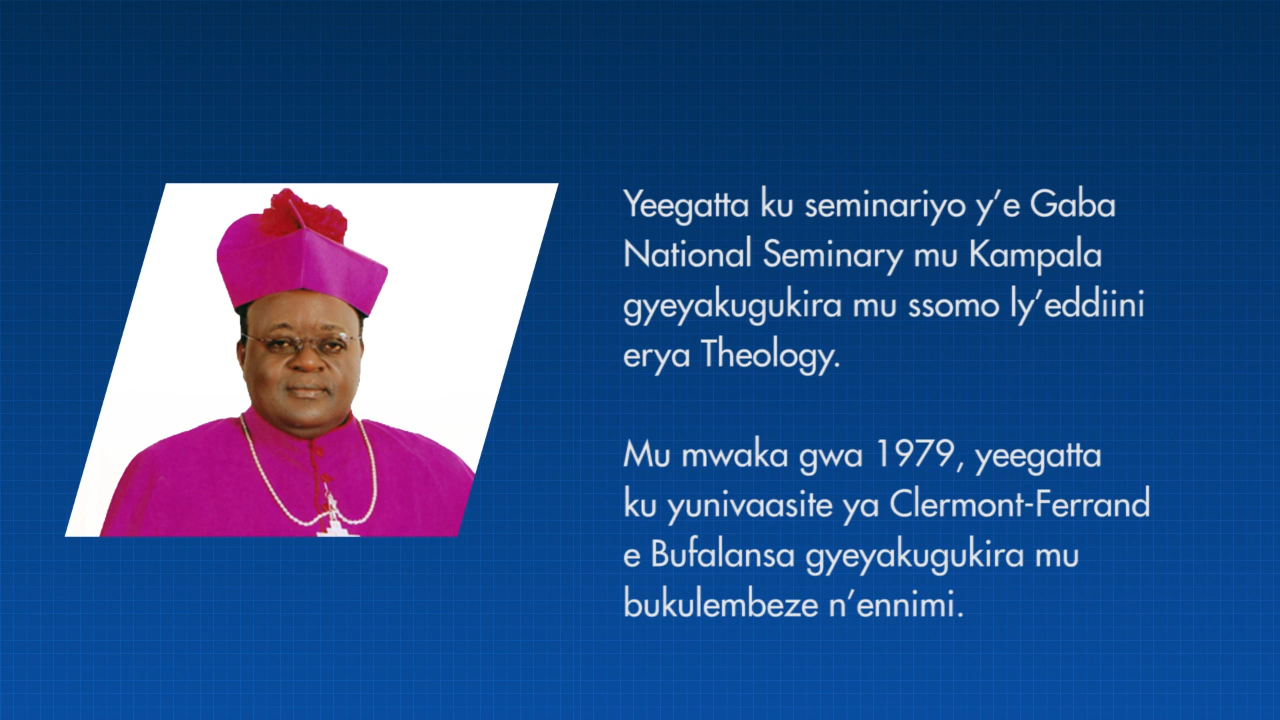 Yeegatta ku seminariyo y’e Gaba
National Seminary mu Kampala
gyeyakugukira mu ssomo ly’eddiini
erya Theology.
Mu mwaka gwa 1979, yeegatta
ku yunivaasite ya Clermont-Ferrand
e Bufalansa gyeyakugukira mu
bukulembeze n’ennimi.